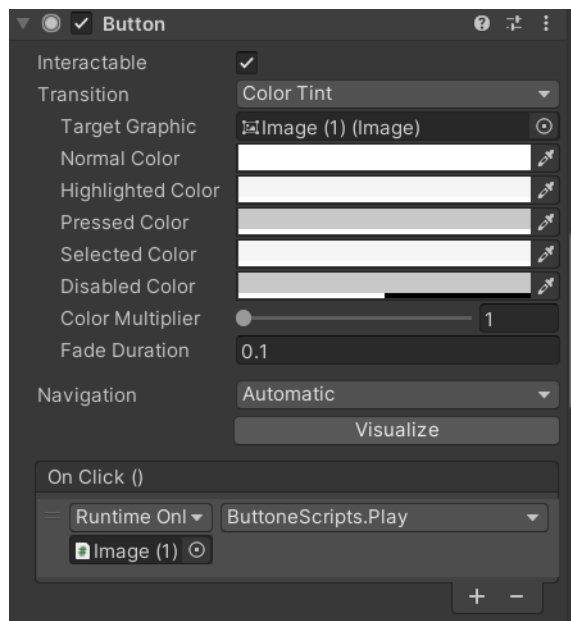 Button
Interactable
Transition Color Tint
Target Graphic Image (1) (Image)
Normal Color
Highlighted Color
Pressed Color
Selected Color
Disabled Color
Color Multiplier 1
Fade Duration 0.1
Navigation Automatic
Visualize
On Click ()
Runtime Onl ButtoneScripts.Play
Image (1)